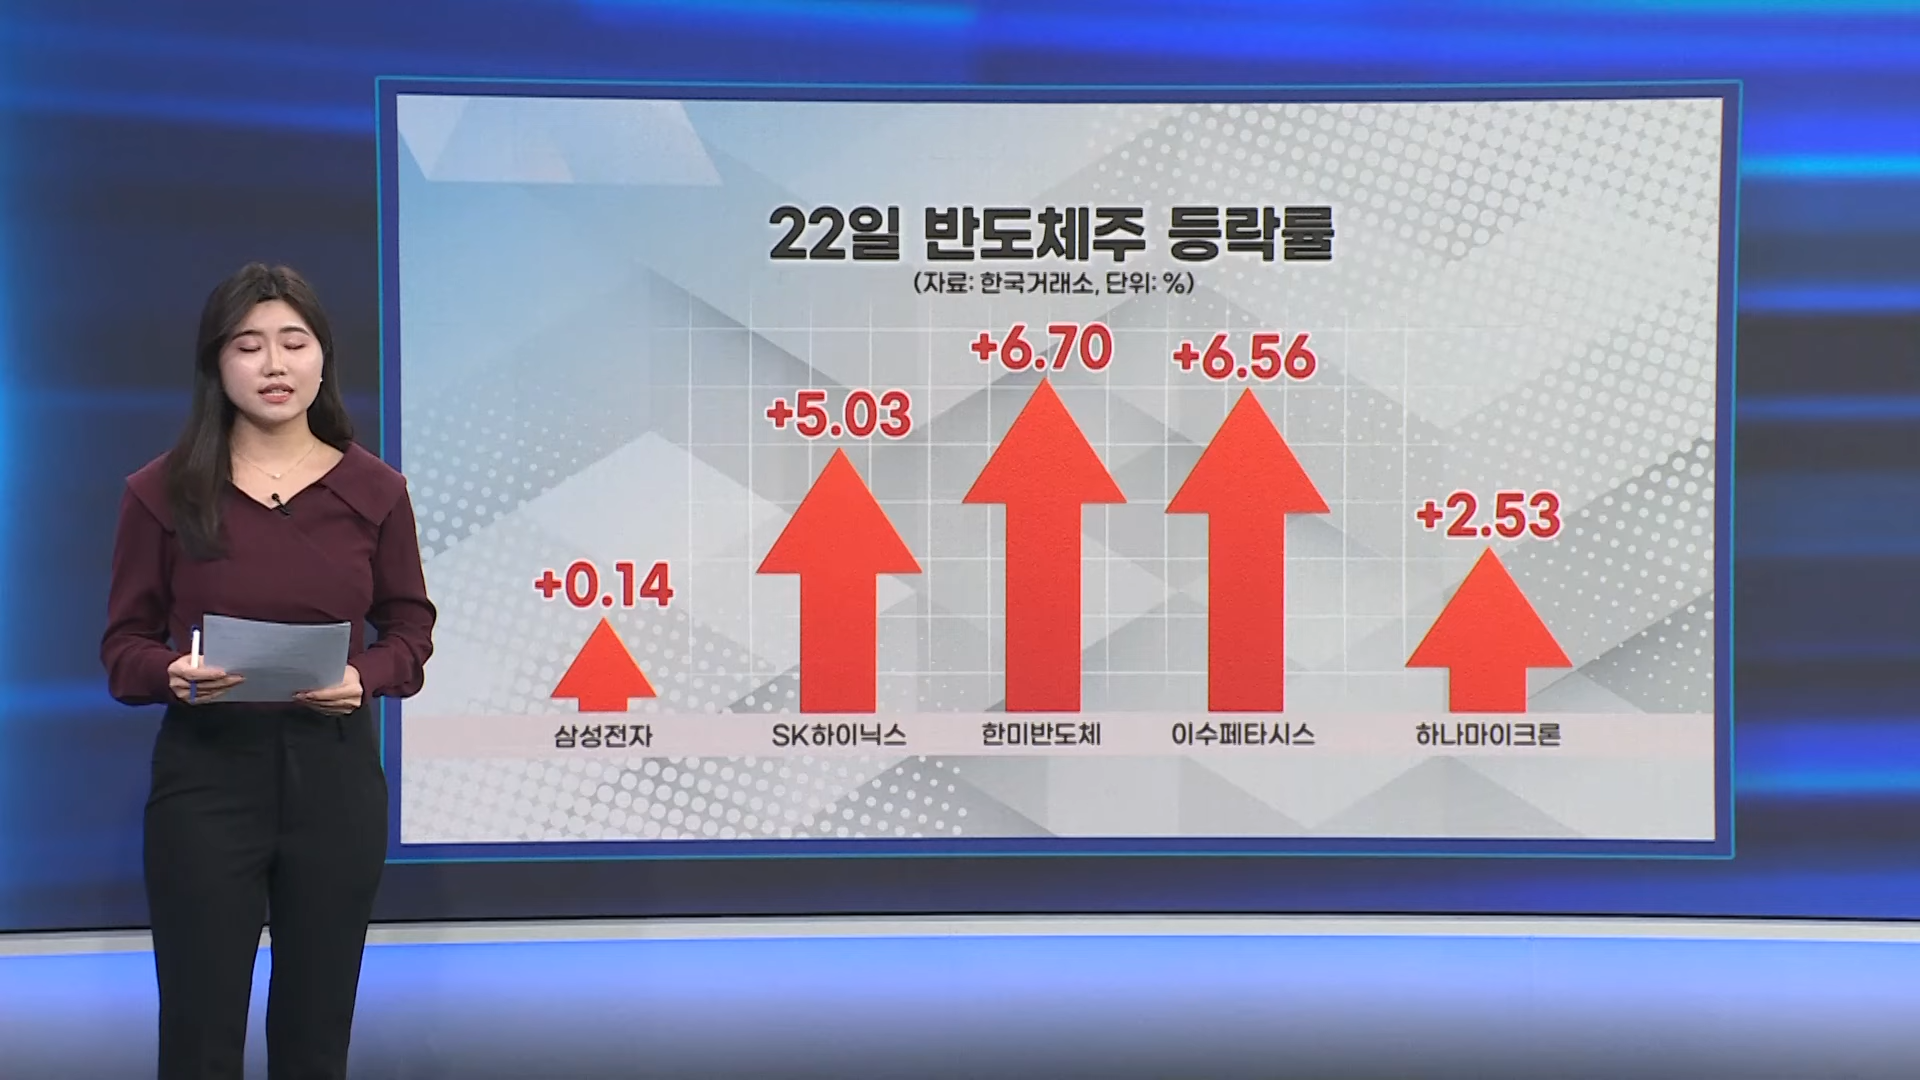 22일 반도체주 등락률
(자료: 한국거래소, 단위: %)
+0.14
+5.03
+6.70
+6.56
+2.53
삼성전자
SK하이닉스
한미반도체
이수페타시스
하나마이크론